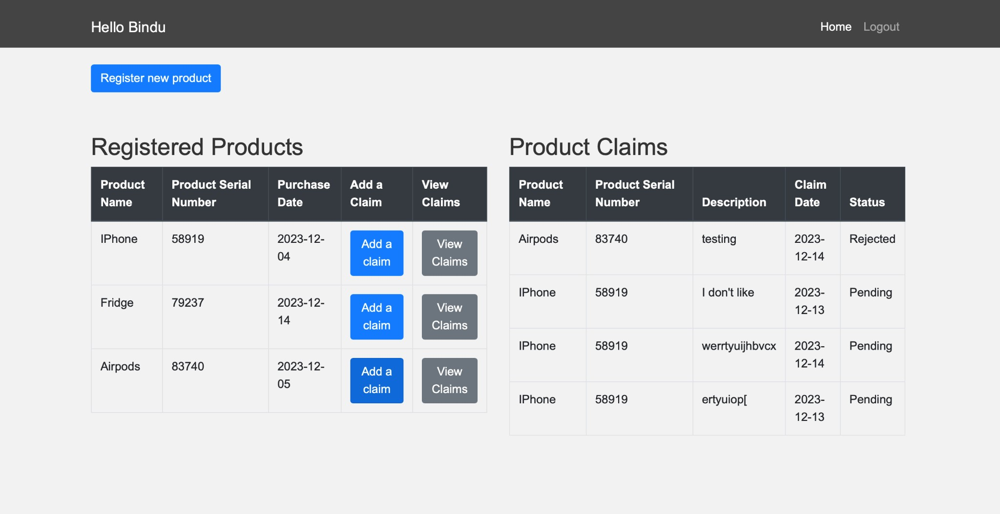 Hello Bindu
Home Logout
Register new product
Registered Products
Product Name Product Serial Number Purchase Date Add a Claim View Claims
IPhone 58919 2023-12-04 Add a claim View Claims
Fridge 79237 2023-12-14 Add a claim View Claims
Airpods 83740 2023-12-05 Add a claim View Claims
Product Claims
Product Name Product Serial Number Description Claim Date Status
Airpods 83740 testing 2023-12-14 Rejected
IPhone 58919 I don't like 2023-12-13 Pending
IPhone 58919 werrtyuijhbvcx 2023-12-14 Pending
IPhone 58919 ertyuiop[ 2023-12-13 Pending